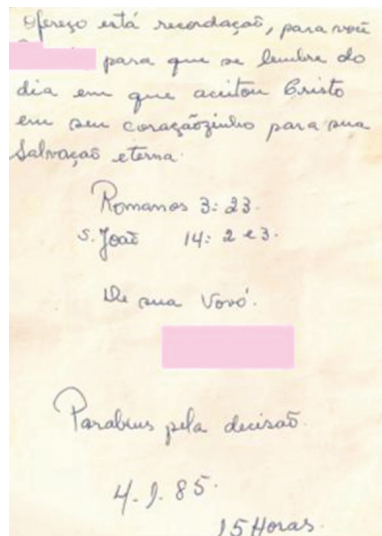 Ofereço está recordação, para você
para que se lembre do
dia em que aceitou Cristo
em seu coraçãozinho para sua
Salvação eterna.
Romanos 3: 23.
S. João 14: 2 e 3.
De sua Vovó.
Parabens pela decisão.
4. 1. 85.
15 Horas.